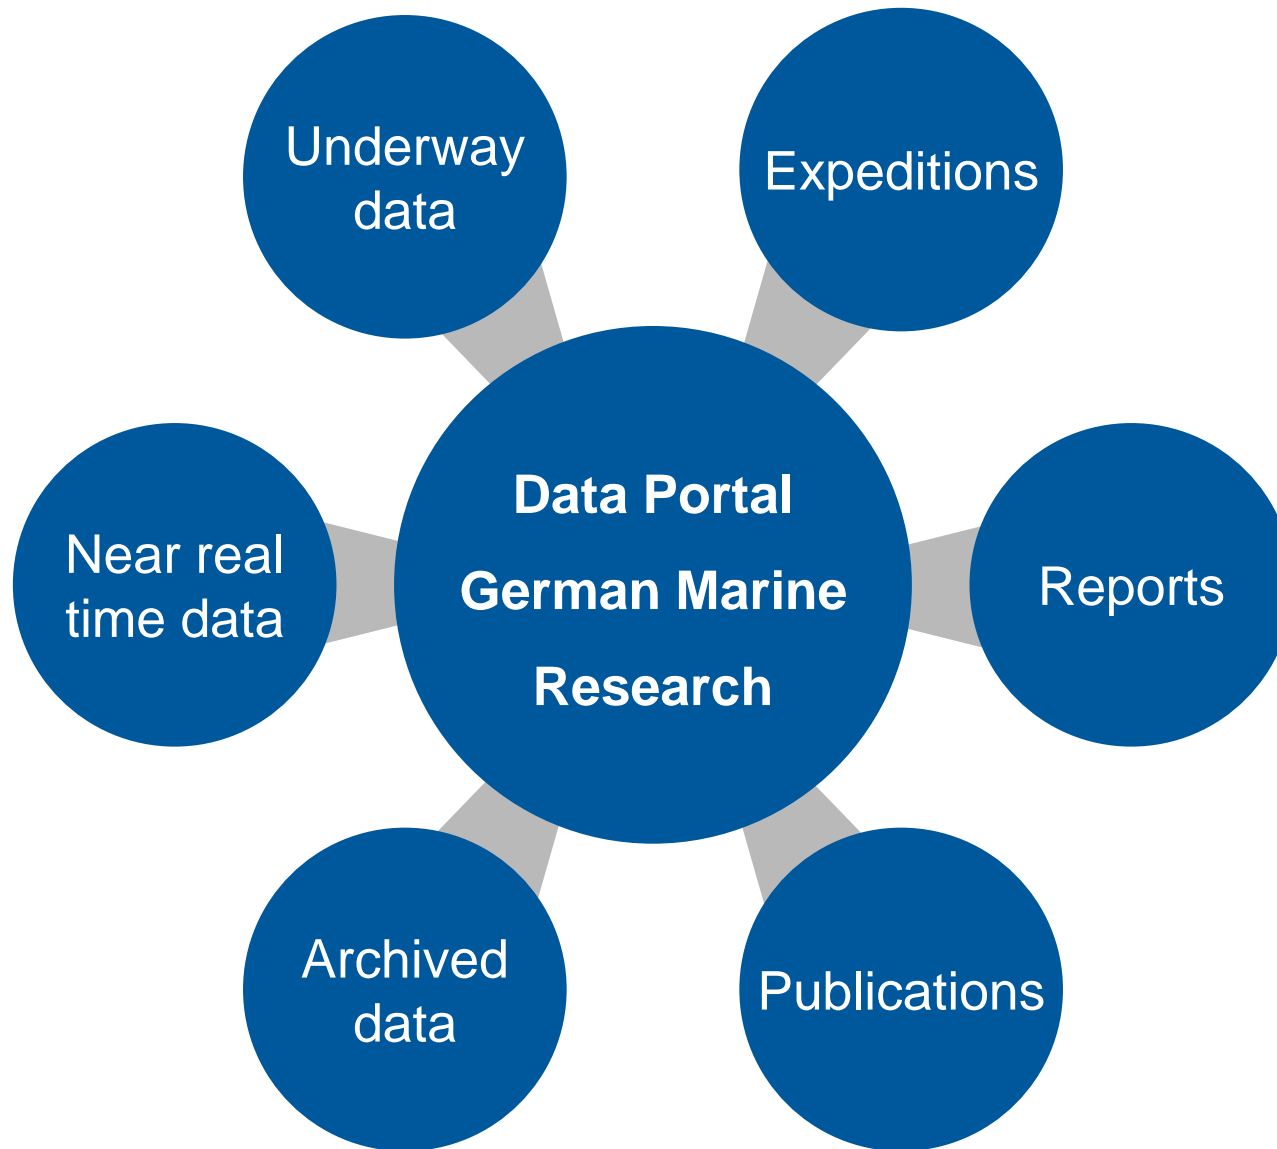 Underway
data
Expeditions
Data Portal
German Marine
Research
Near real
time data
Reports
Archived
data
Publications